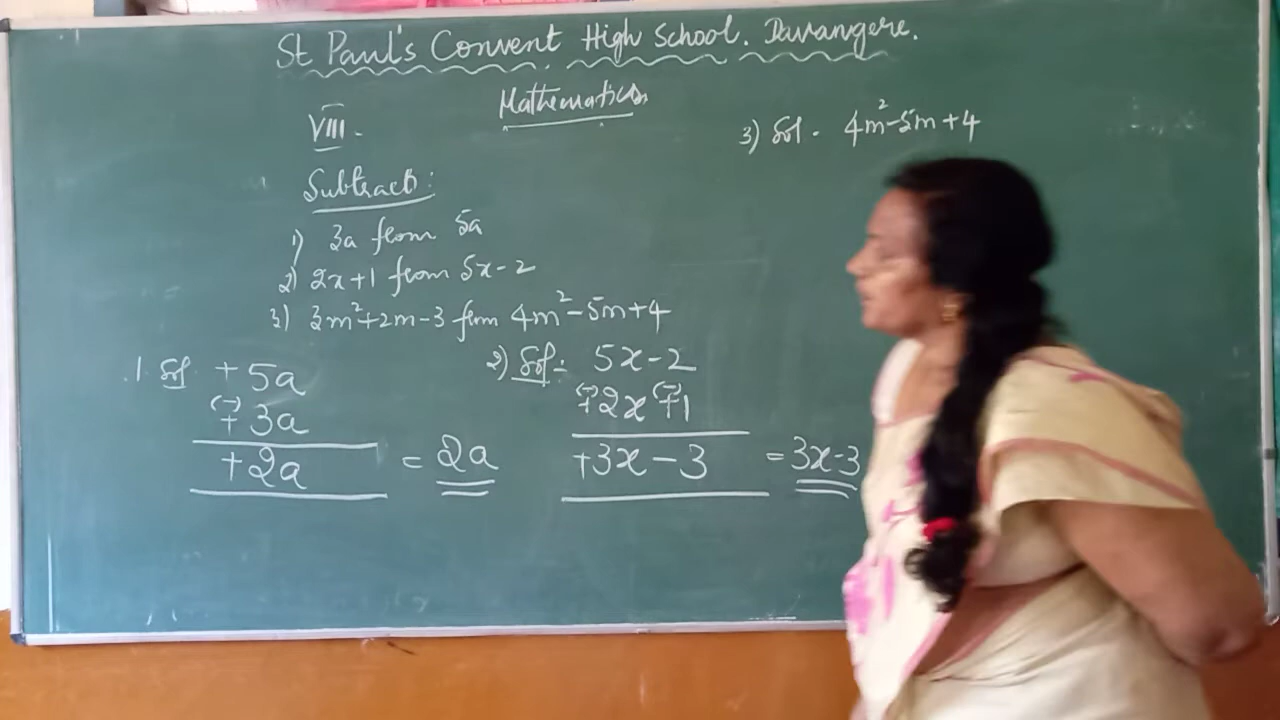 St Paul's Convent High School. Davangere.
Mathematics
VIII.
Subtract:
1) 3a from 5a
2) 2x+1 from 5x-2
3) 3m²+2m-3 from 4m²-5m+4
1 Sol +5a
(-)
+3a
+2a = 2a
2) Sol:- 5x-2
(-) (-)
+2x+1
+3x-3 = 3x-3
3) Sol. 4m²-5m+4